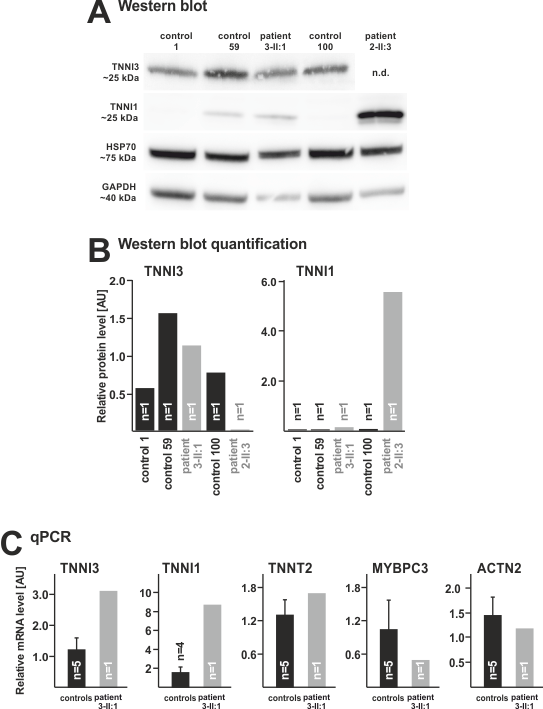 A Western blot
control 1
control 59
patient 3-II:1
control 100
patient 2-II:3
TNNI3
~25 kDa
n.d.
TNNI1
~25 kDa
HSP70
~75 kDa
GAPDH
~40 kDa
B Western blot quantification
TNNI3
TNNI1
Relative protein level [AU]
2.0
1.5
1.0
0.5
n=1
n=1
n=1
n=1
n=1
control 1
control 59
patient 3-II:1
control 100
patient 2-II:3
6.0
4.0
2.0
n=1
n=1
n=1
n=1
n=1
control 1
control 59
patient 3-II:1
control 100
patient 2-II:3
C qPCR
Relative mRNA level [AU]
TNNI3
3.0
2.0
1.0
n=5
n=1
controls
patient 3-II:1
TNNI1
10
8
6
4
2
n=4
n=1
controls
patient 3-II:1
TNNT2
1.8
1.2
0.6
n=5
n=1
controls
patient 3-II:1
MYBPC3
1.8
1.2
0.6
n=5
n=1
controls
patient 3-II:1
ACTN2
2.0
1.5
1.0
0.5
n=5
n=1
controls
patient 3-II:1